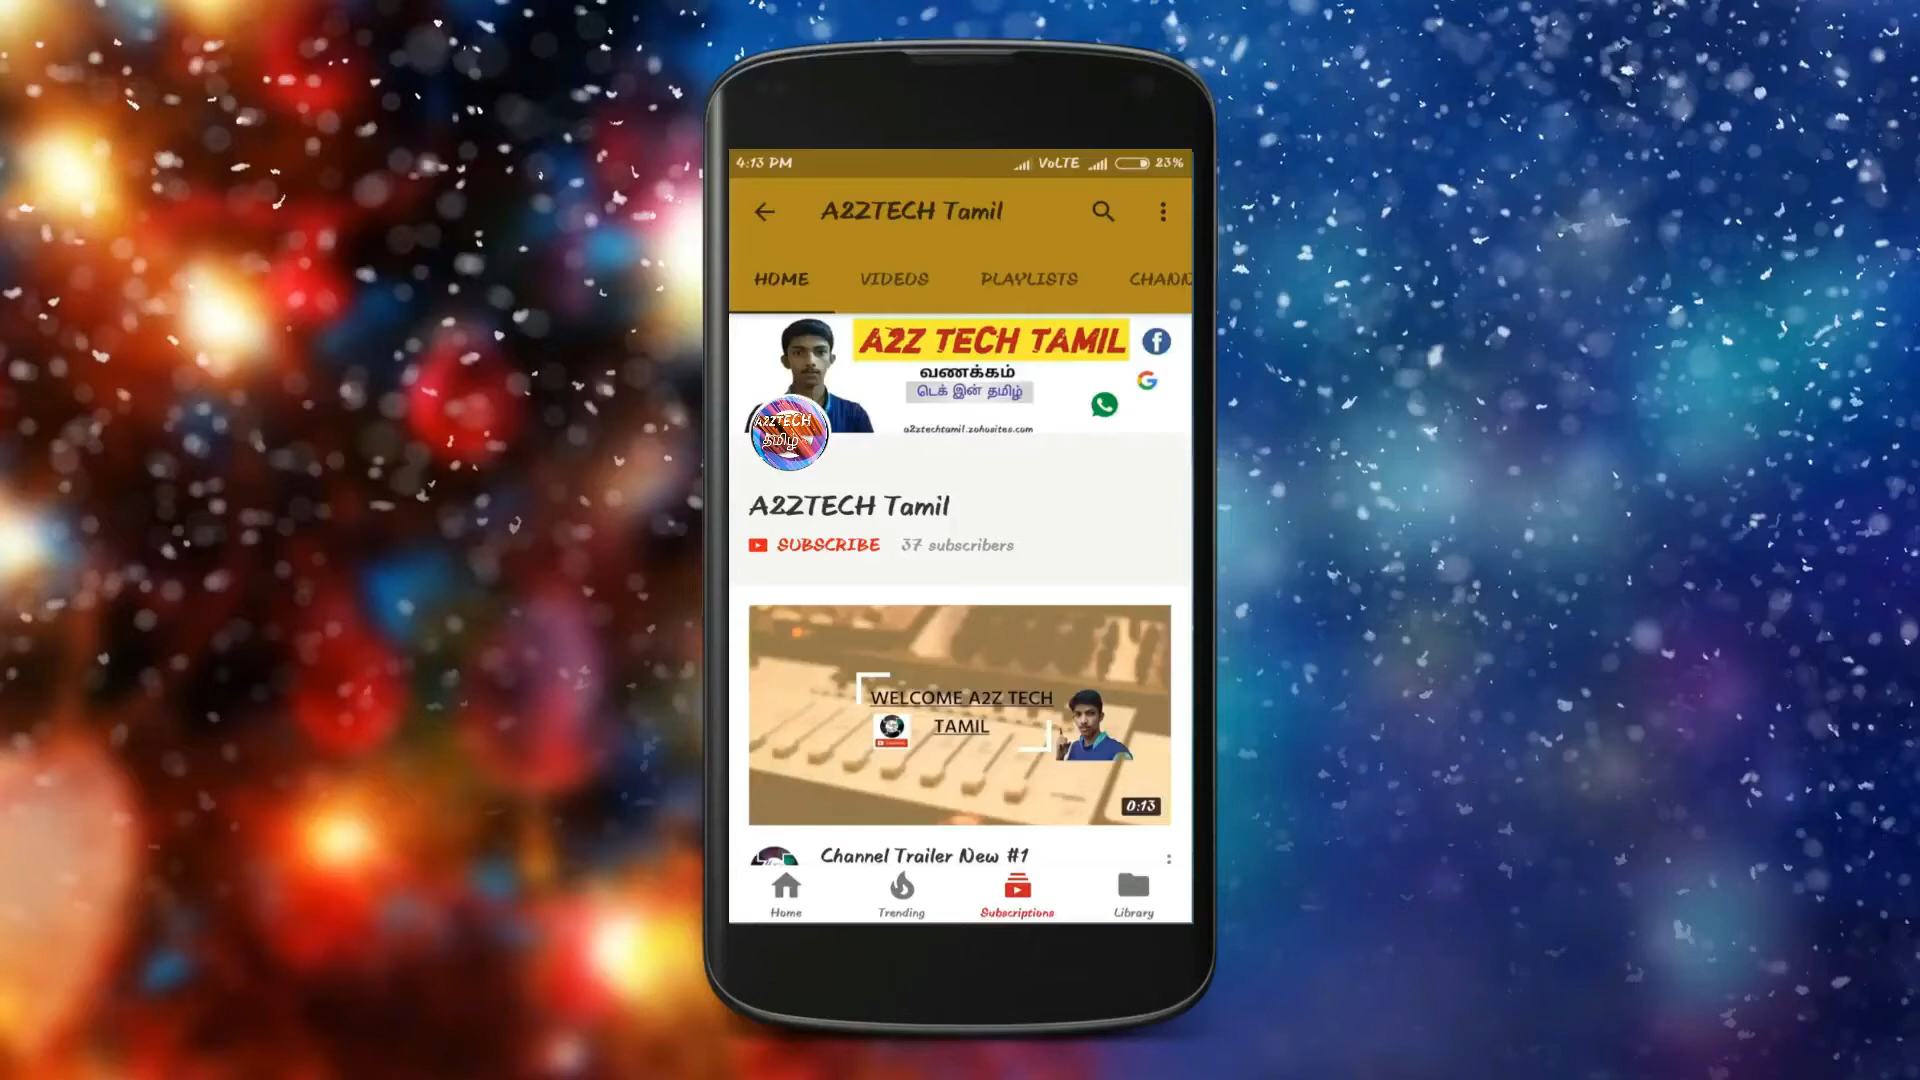 4:13 PM VoLTE 23%
A2ZTECH Tamil
HOME VIDEOS PLAYLISTS CHANN
A2Z TECH TAMIL
வணக்கம்
டெக் இன் தமிழ்
a2ztechtamil.zohosites.com
A2ZTECH
தமிழ்
A2ZTECH Tamil
SUBSCRIBE 37 subscribers
WELCOME A2Z TECH
TAMIL
0:13
Channel Trailer New #1
Home Trending Subscriptions Library